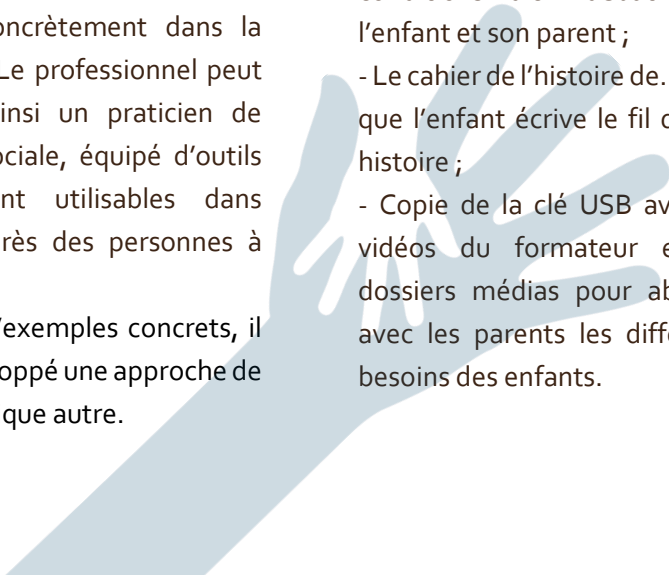 oncrètement dans la
Le professionnel peut
insi un praticien de
ociale, équipé d’outils
nt utilisables dans
rès des personnes à
’exemples concrets, il
oppé une approche de
que autre.
l’enfant et son parent ;
- Le cahier de l’histoire de.
que l’enfant écrive le fil
histoire ;
- Copie de la clé USB av
vidéos du formateur e
dossiers médias pour ab
avec les parents les diff
besoins des enfants.